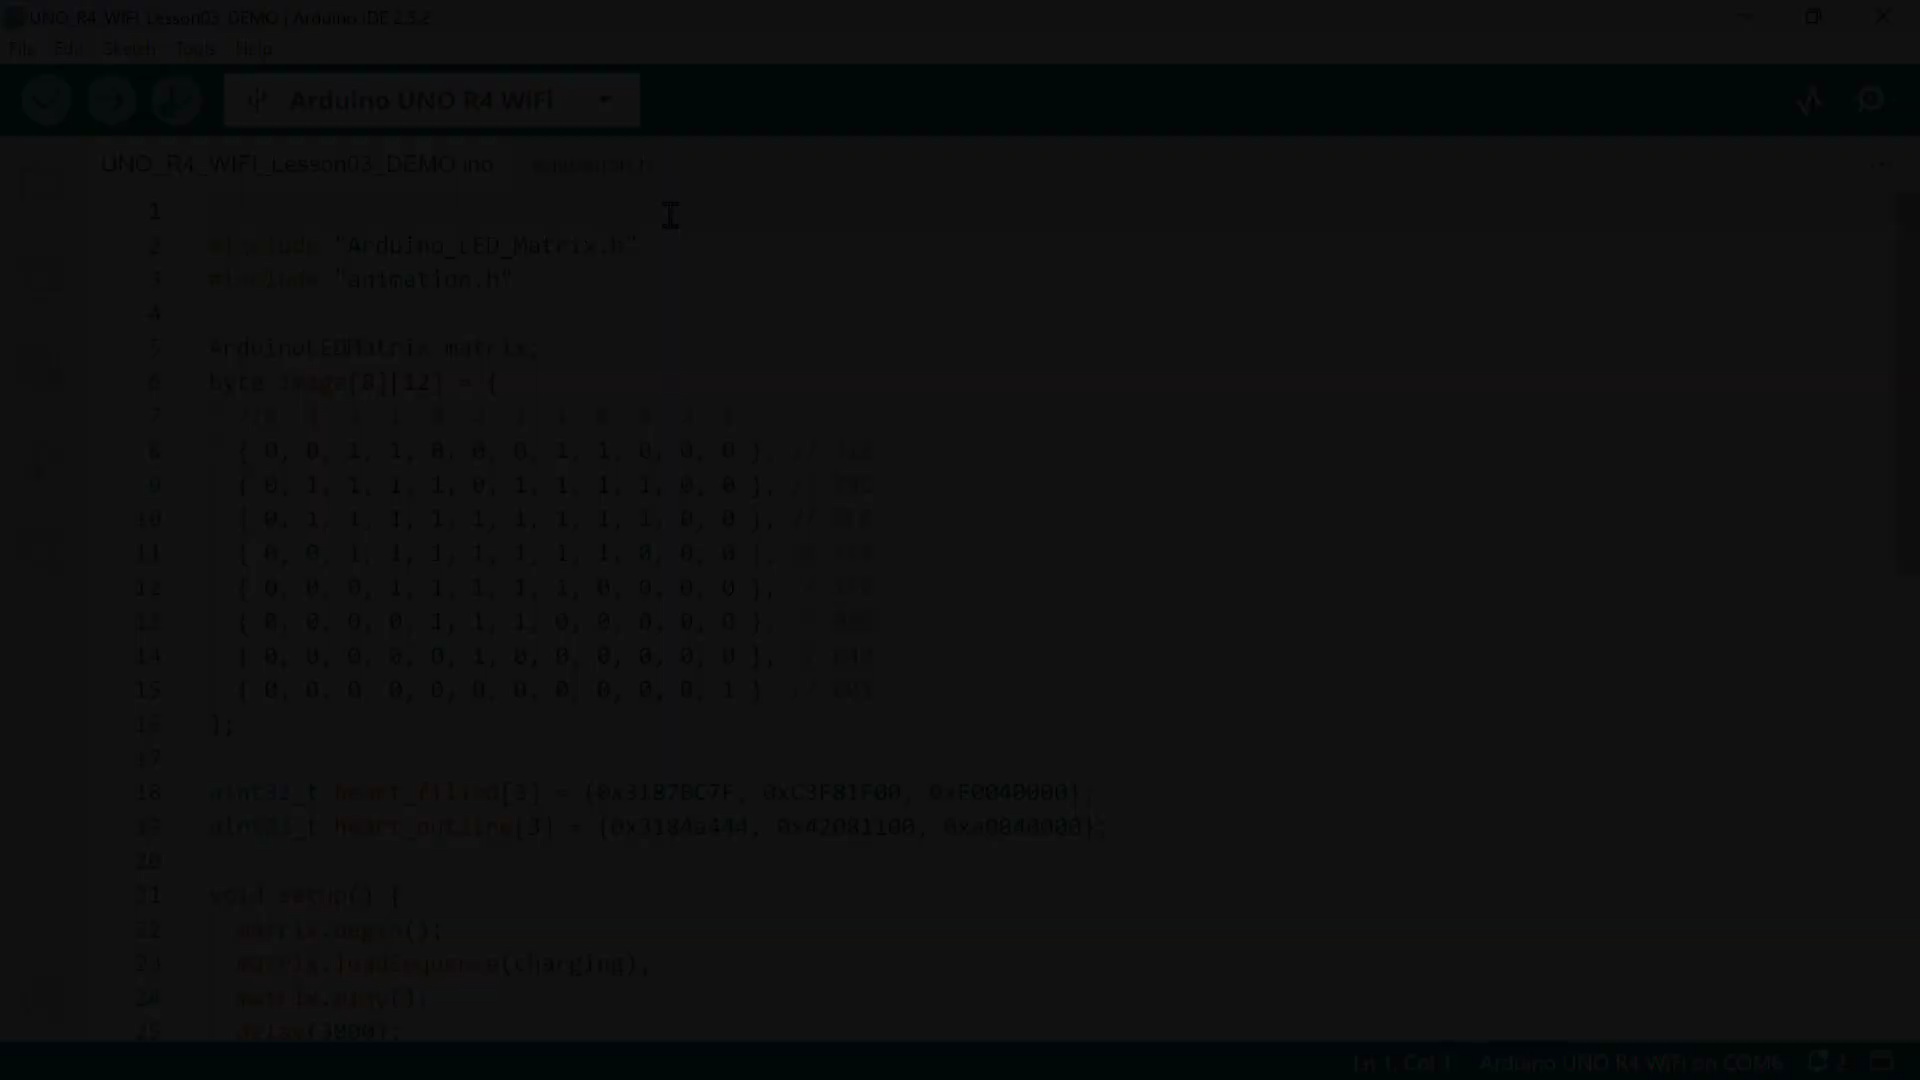 UNO_R4_WIFI_Lesson03_DEMO | Arduino IDE 2.3.2
File Edit Sketch Tools Help
Arduino UNO R4 WiFi
UNO_R4_WIFI_Lesson03_DEMO.ino animation.h
1
2 #include "Arduino_LED_Matrix.h"
3 #include "animation.h"
4
5 ArduinoLEDMatrix matrix;
6 byte image[8][12] = {
7
8 { 0, 0, 1, 1, 0, 0, 0, 1, 1, 0, 0, 0 }, //
9 { 0, 1, 1, 1, 1, 0, 1, 1, 1, 1, 0, 0 }, //
10 { 0, 1, 1, 1, 1, 1, 1, 1, 1, 1, 0, 0 }, //
11 { 0, 0, 1, 1, 1, 1, 1, 1, 1, 0, 0, 0 }, //
12 { 0, 0, 0, 1, 1, 1, 1, 1, 0, 0, 0, 0 }, //
13 { 0, 0, 0, 0, 1, 1, 1, 0, 0, 0, 0, 0 }, //
14 { 0, 0, 0, 0, 0, 1, 0, 0, 0, 0, 0, 0 }, //
15 { 0, 0, 0, 0, 0, 0, 0, 0, 0, 0, 0, 1 } // 001
16 };
17
18 uint32_t heart_filled[3] = {0x3187BC7F, 0xC3F81F00, 0xF0040000};
19 uint32_t heart_outline[3] = {0x3184a444, 0x42081100, 0xa0040000};
20
21 void setup() {
22 matrix.begin();
23 matrix.loadSequence(charging);
24 matrix.play();
25 delay(3000);
Ln 1, Col 1 Arduino UNO R4 WiFi on COM6 2